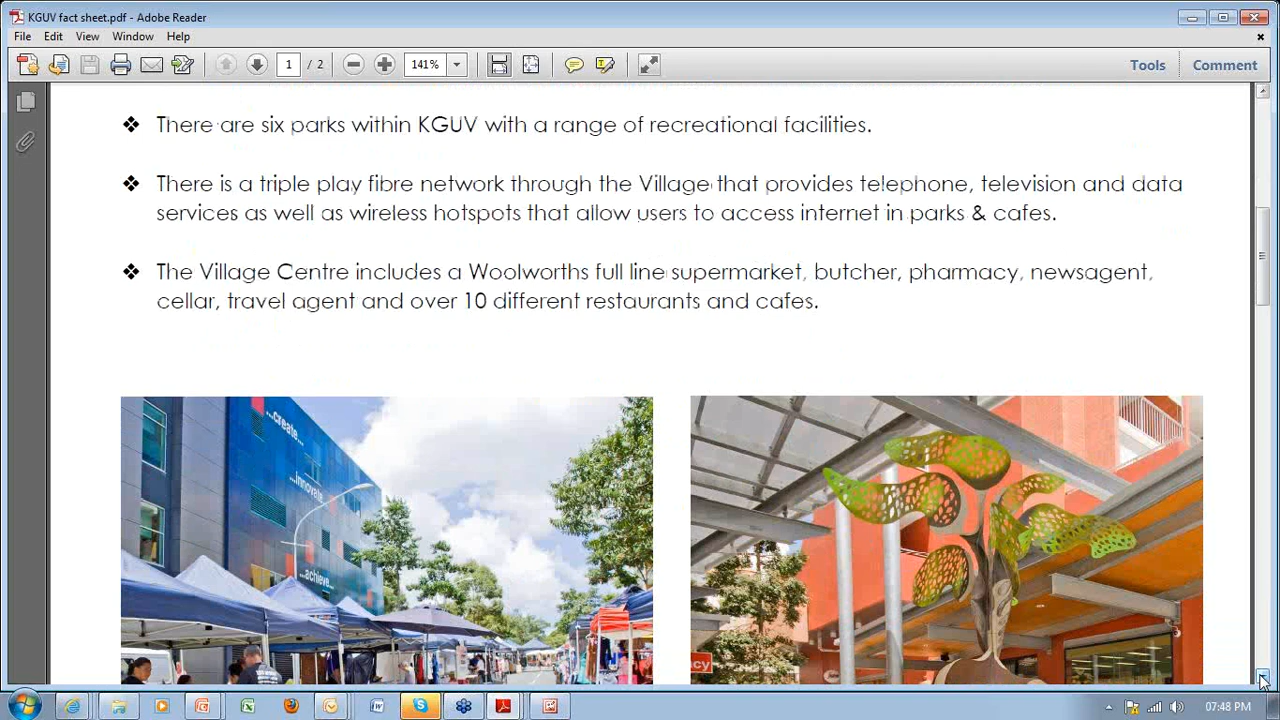 KGUV fact sheet.pdf - Adobe Reader
File Edit View Window Help
1 / 2 141% Tools Comment
❖ There are six parks within KGUV with a range of recreational facilities.
❖ There is a triple play fibre network through the Village that provides telephone, television and data
services as well as wireless hotspots that allow users to access internet in parks & cafes.
❖ The Village Centre includes a Woolworths full line supermarket, butcher, pharmacy, newsagent,
cellar, travel agent and over 10 different restaurants and cafes.
...create...
...innovate...
...achieve...
07:48 PM